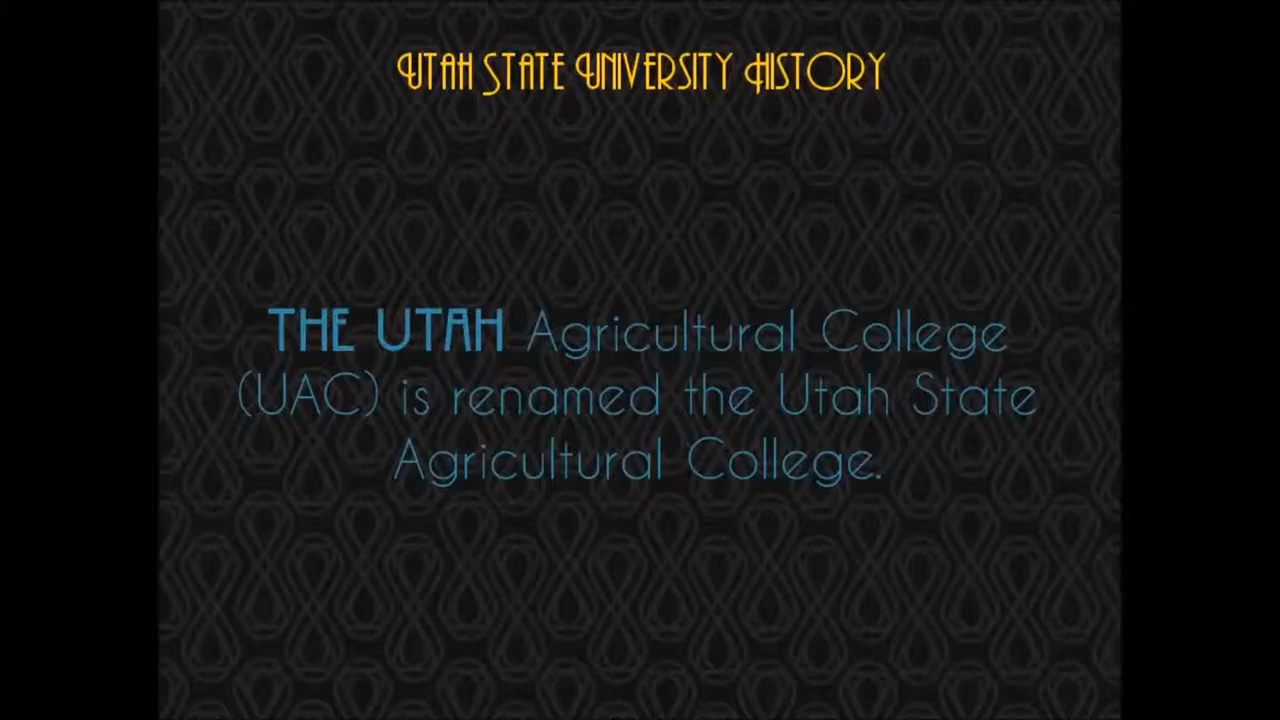 UTAH STATE UNIVERSITY HISTORY
THE UTAH Agricultural College
(UAC) is renamed the Utah State
Agricultural College.